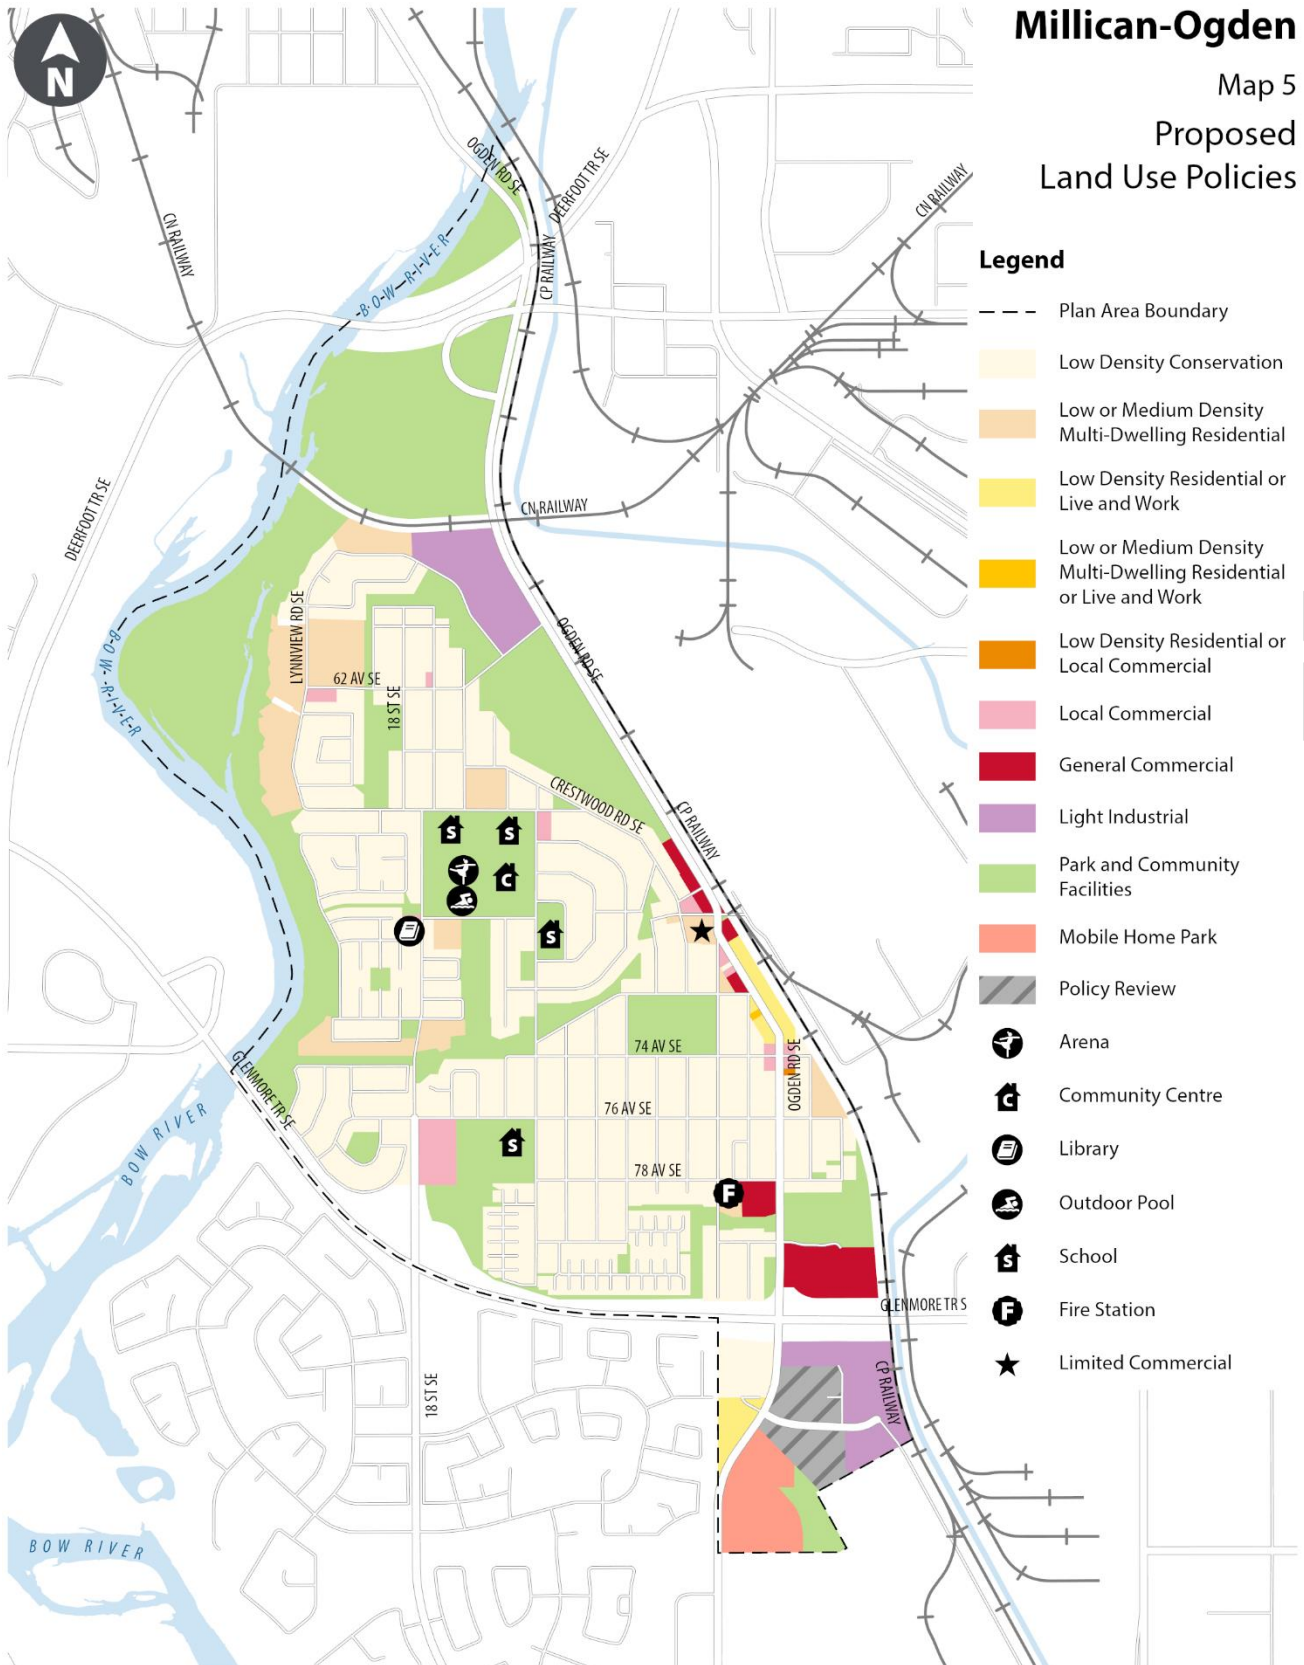 Millican-Ogden
Map 5
Proposed
Land Use Policies
Legend
Plan Area Boundary
Low Density Conservation
Low or Medium Density
Multi-Dwelling Residential
Low Density Residential or
Live and Work
Low or Medium Density
Multi-Dwelling Residential
or Live and Work
Low Density Residential or
Local Commercial
Local Commercial
General Commercial
Light Industrial
Park and Community
Facilities
Mobile Home Park
Policy Review
Arena
C
Community Centre
Library
Outdoor Pool
S
School
F
Fire Station
Limited Commercial
N
OGDEN RD SE
DEERFOOT TR SE
CN RAILWAY
CN RAILWAY
CP RAILWAY
BOW RIVER
DEERFOOT TR SE
CN RAILWAY
LYNNVIEW RD SE
OGDEN RD SE
BOW RIVER
62 AV SE
18 ST SE
CRESTWOOD RD SE
CP RAILWAY
S
S
C
S
74 AV SE
OGDEN RD SE
GLENMORE TR SE
76 AV SE
BOW RIVER
S
78 AV SE
F
GLENMORE TR S
18 ST SE
CP RAILWAY
BOW RIVER